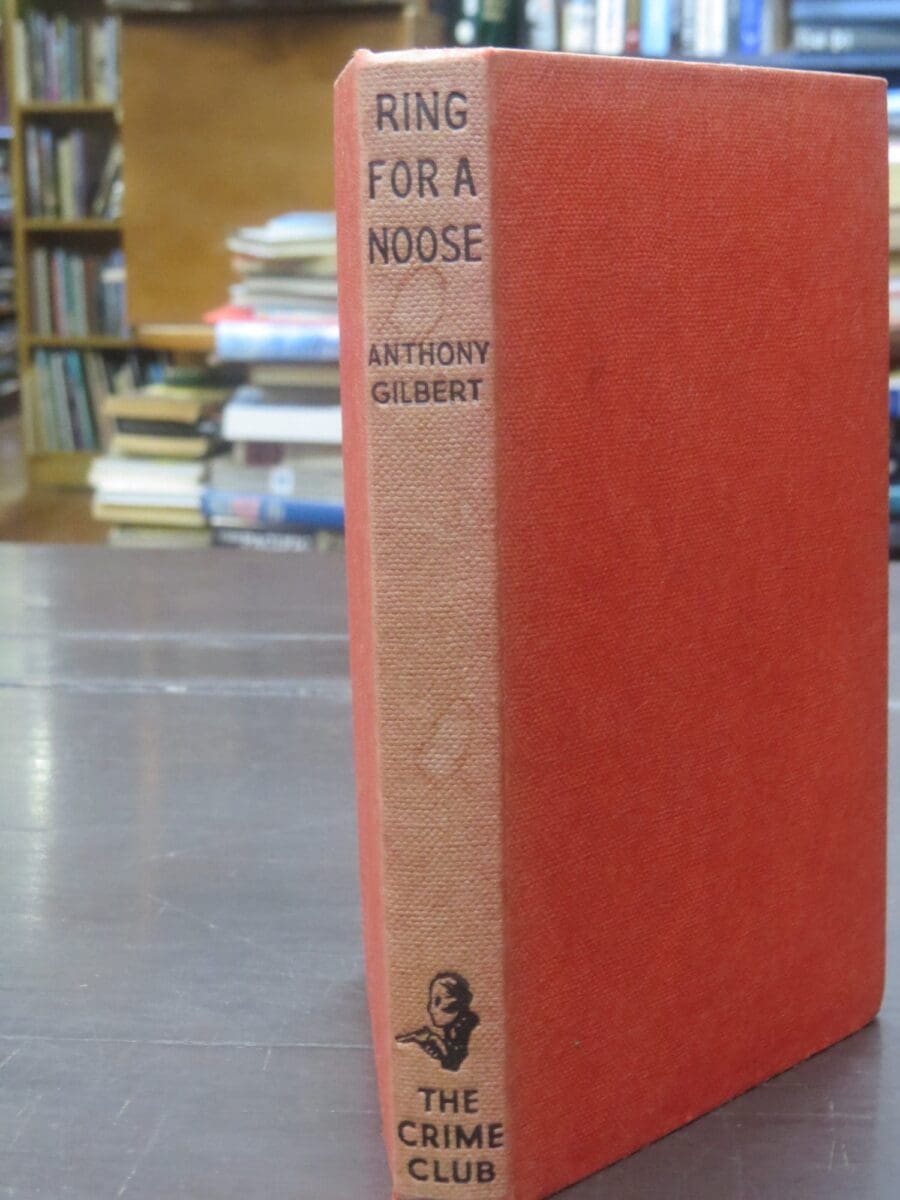 RING
FOR A
NOOSE
ANTHONY
GILBERT
THE
CRIME
CLUB